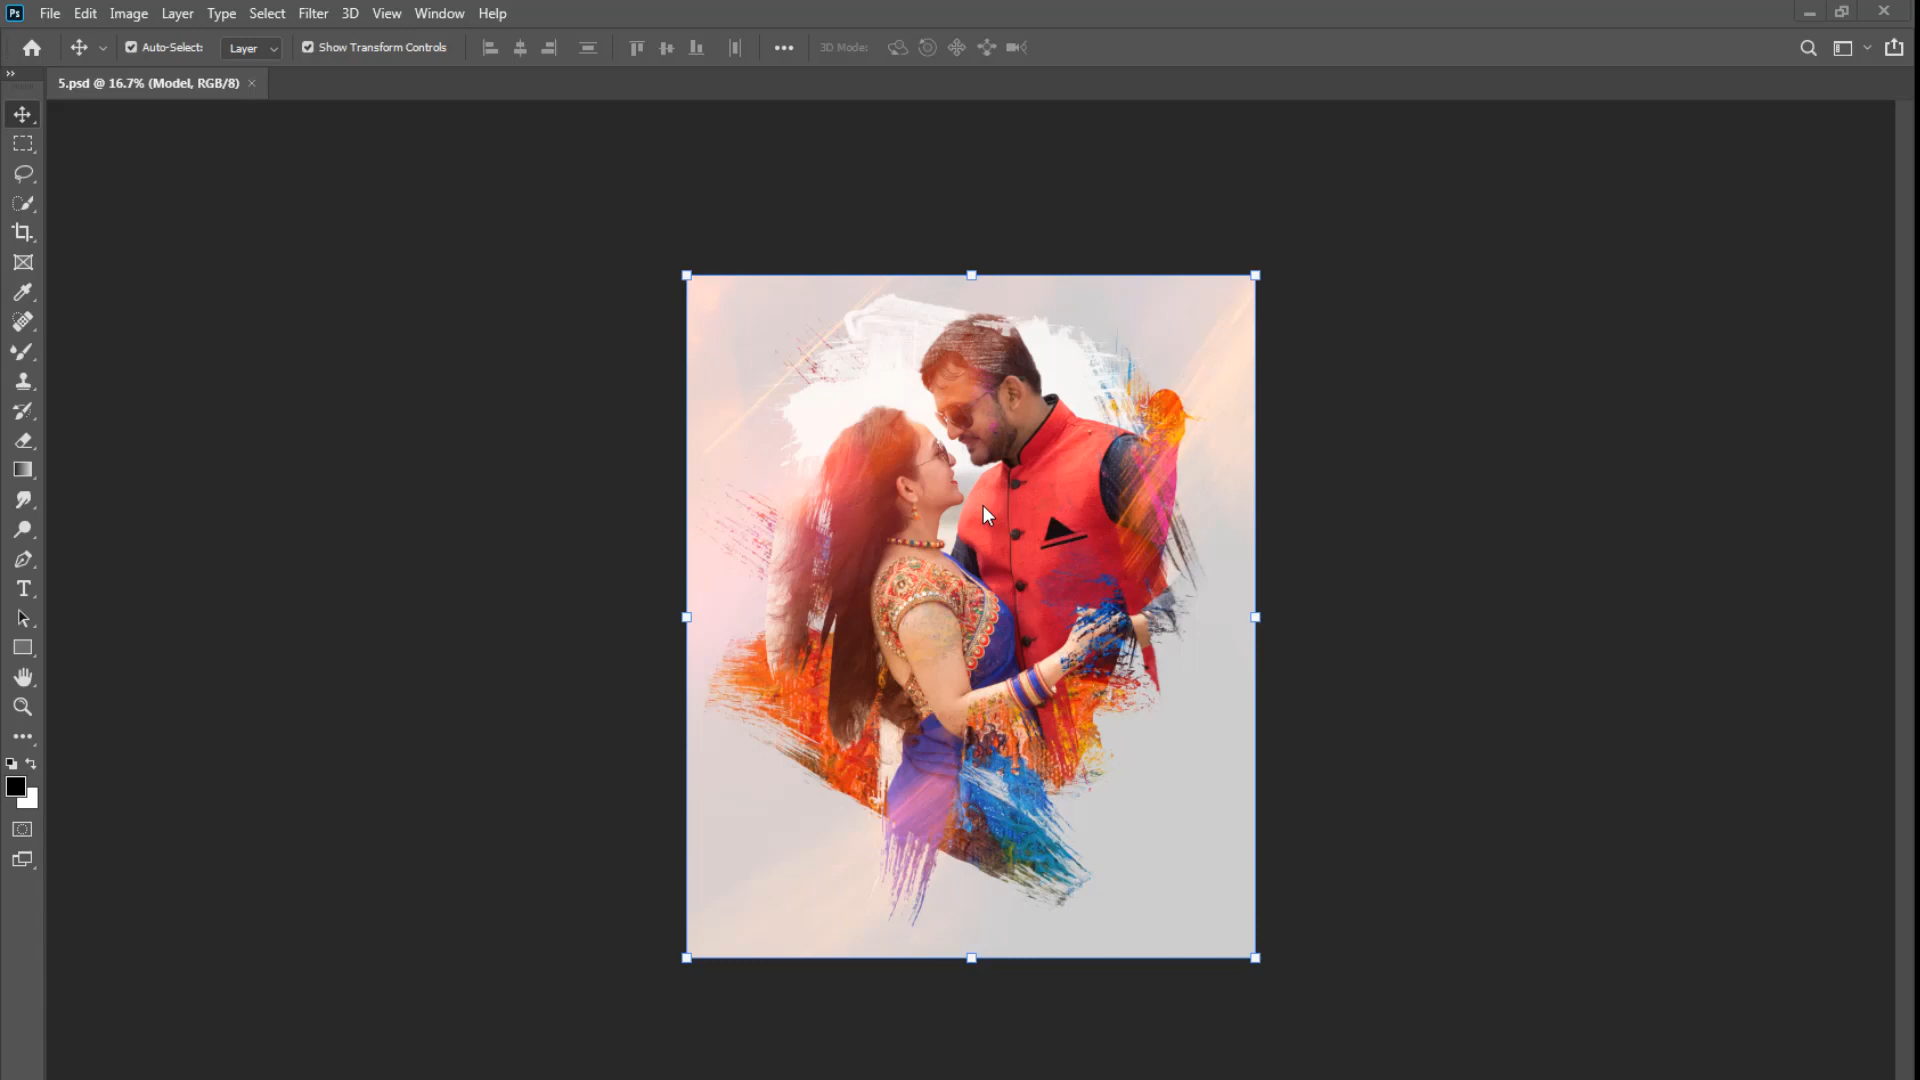 Ps File Edit Image Layer Type Select Filter 3D View Window Help
Auto-Select: Layer Show Transform Controls 3D Mode:
5.psd @ 16.7% (Model, RGB/8) ×